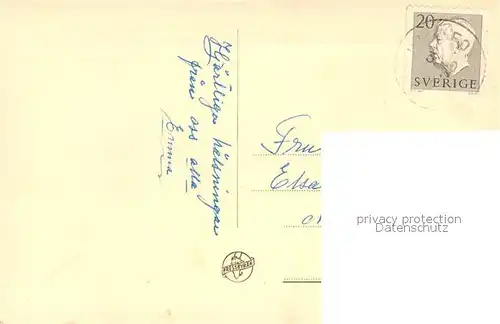 Hjärtliga hälsningar
från oss alla
Emma
Fru
Elsa
20
SVERIGE
privacy protection
Datenschutz